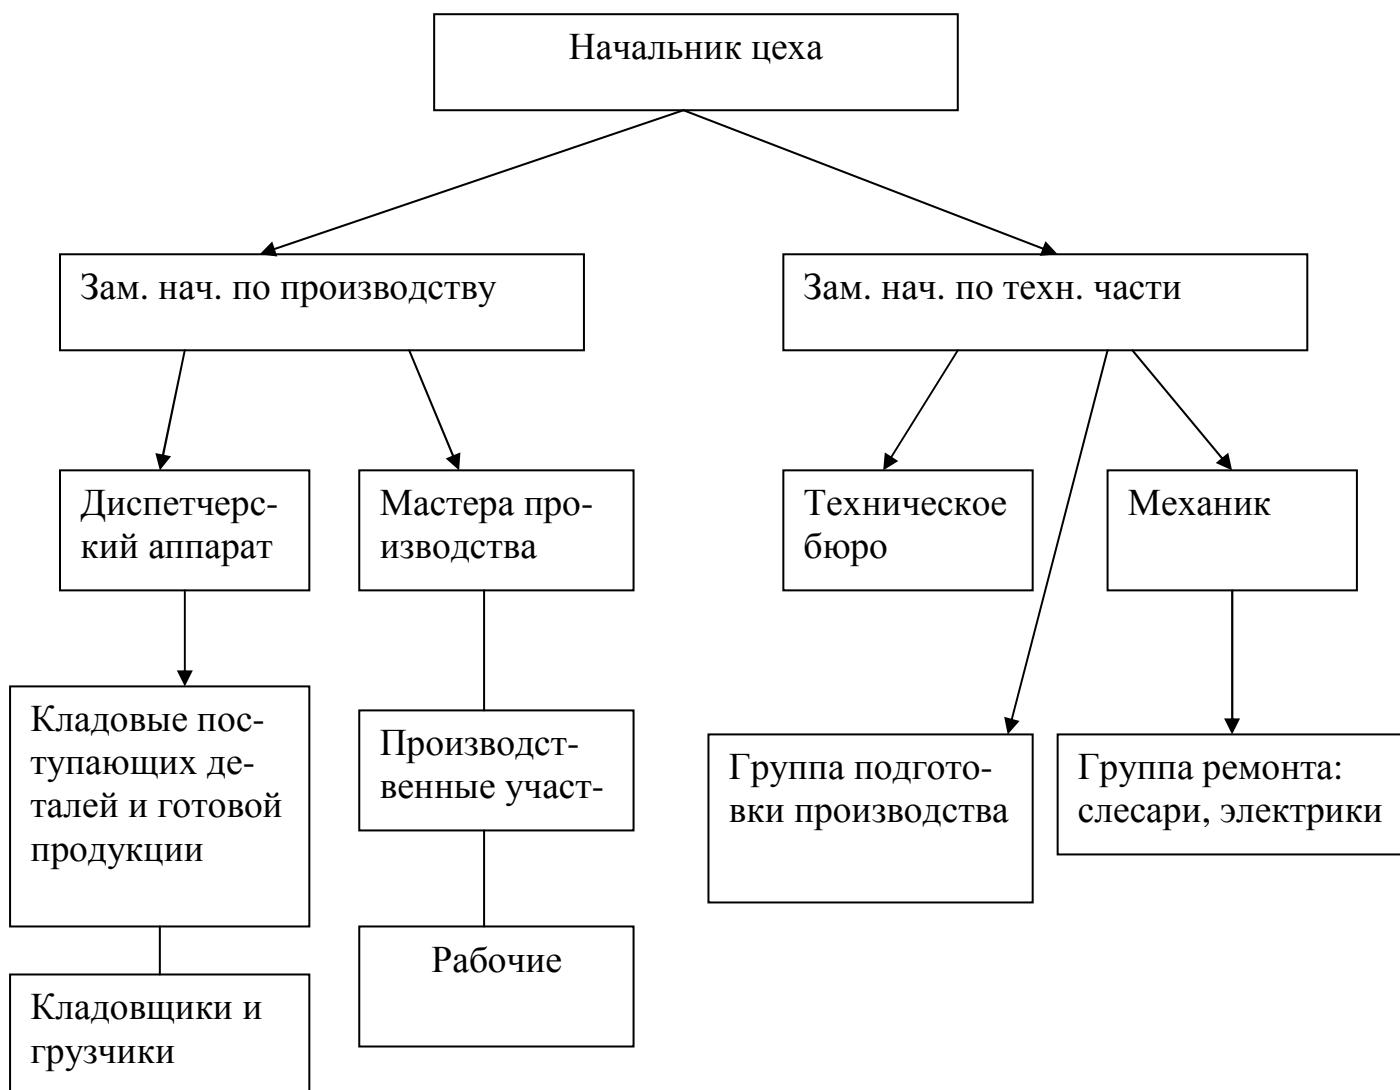 Начальник цеха
Зам. нач. по производству
Зам. нач. по техн. части
Диспетчерс-
кий аппарат
Мастера про-
изводства
Техническое
бюро
Механик
Кладовые пос-
тупающих де-
талей и готовой
продукции
Производст-
венные участ-
Группа подгото-
вки производства
Группа ремонта:
слесари, электрики
Рабочие
Кладовщики и
грузчики